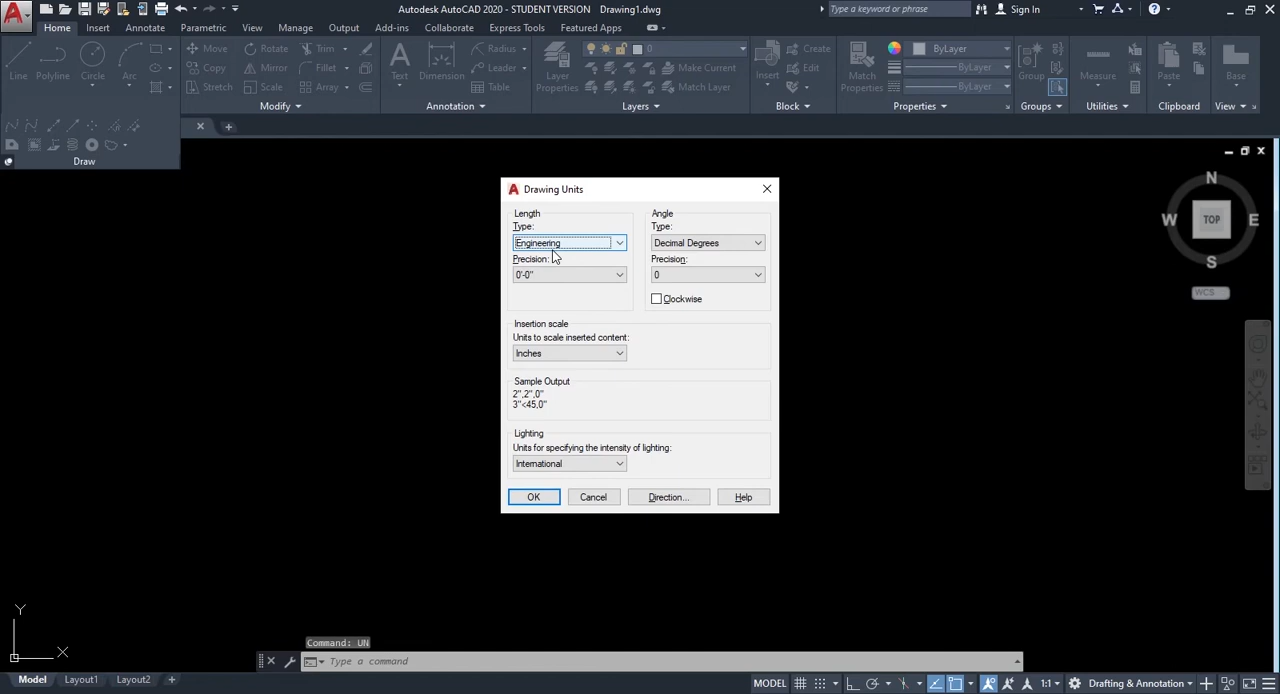 Autodesk AutoCAD 2020 - STUDENT VERSION Drawing1.dwg
Type a keyword or phrase
Sign In
Home Insert Annotate Parametric View Manage Output Add-ins Collaborate Express Tools Featured Apps
Line Polyline Circle Arc
Move Rotate Trim
Copy Mirror Fillet
Stretch Scale Array
Modify
Text Dimension
Radius
Leader
Table
Annotation
Layer Properties
0
Make Current
Match Layer
Layers
Insert
Create
Edit
Block
Match Properties
ByLayer
ByLayer
ByLayer
Properties
Group
Groups
Measure
Utilities
Paste
Clipboard
Base
View
Draw
Drawing Units
Length
Type:
Engineering
Precision:
0'-0"
Angle
Type:
Decimal Degrees
Precision:
0
Clockwise
Insertion scale
Units to scale inserted content:
Inches
Sample Output
2",2",0"
3"<45,0"
Lighting
Units for specifying the intensity of lighting:
International
OK Cancel Direction... Help
N
W TOP E
S
WCS
Y
X
Command: UN
Type a command
Model Layout1 Layout2 +
MODEL 1:1 Drafting & Annotation